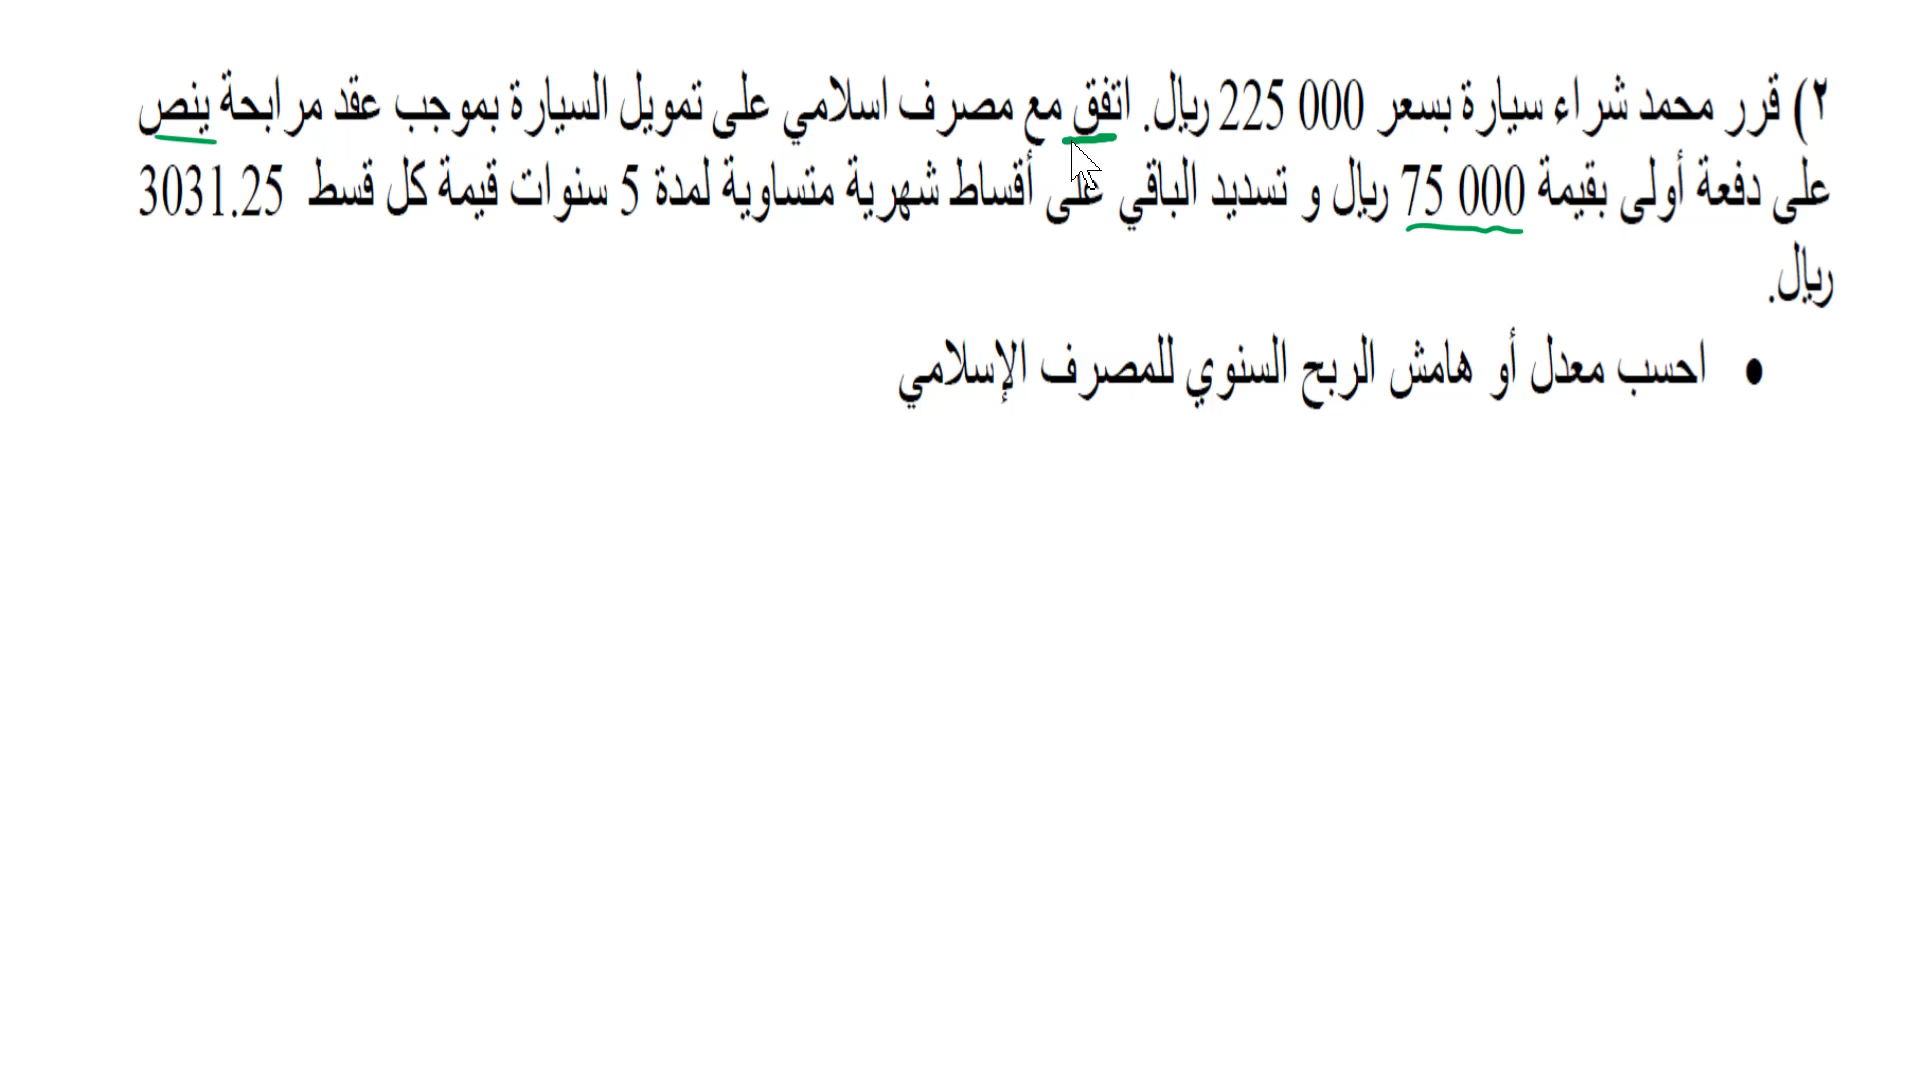 ٢) قرر محمد شراء سيارة بسعر 000 225 ريال. اتفق مع مصرف اسلامي على تمويل السيارة بموجب عقد مرابحة ينص
على دفعة أولى بقيمة 000 75 ريال و تسديد الباقي على أقساط شهرية متساوية لمدة 5 سنوات قيمة كل قسط 3031.25
ريال.
• احسب معدل أو هامش الربح السنوي للمصرف الإسلامي